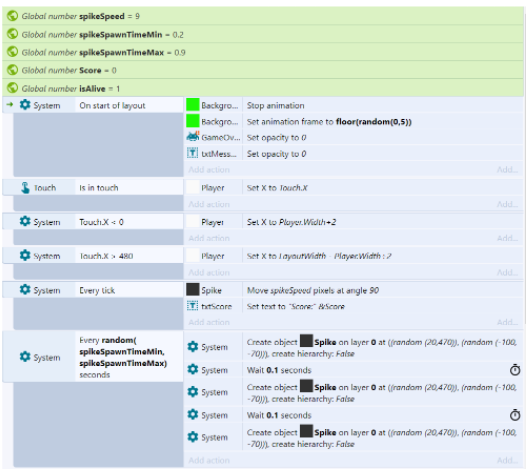 Global number spikeSpeed = 9
Global number spikeSpawnTimeMin = 0.2
Global number spikeSpawnTimeMax = 0.9
Global number Score = 0
Global number isAlive = 1
System On start of layout Backgro... Stop animation
Backgro... Set animation frame to floor(random(0,5))
GameOv... Set opacity to 0
txtMess... Set opacity to 0
Add action Add...
Touch Is in touch Player Set X to Touch.X
Add action Add...
System Touch.X < 0 Player Set X to Player.Width+2
Add action Add...
System Touch.X > 480 Player Set X to LayoutWidth - Player.Width÷2
Add action Add...
System Every tick Spike Move spikeSpeed pixels at angle 90
txtScore Set text to "Score:" &Score
Add action Add...
System Every random(
spikeSpawnTimeMin,
spikeSpawnTimeMax)
seconds
System Create object Spike on layer 0 at ((random (20,470)), (random (-100,
-70))), create hierarchy: False
System Wait 0.1 seconds
System Create object Spike on layer 0 at ((random (20,470)), (random (-100,
-70))), create hierarchy: False
System Wait 0.1 seconds
System Create object Spike on layer 0 at ((random (20,470)), (random (-100,
-70))), create hierarchy: False
Add action Add...